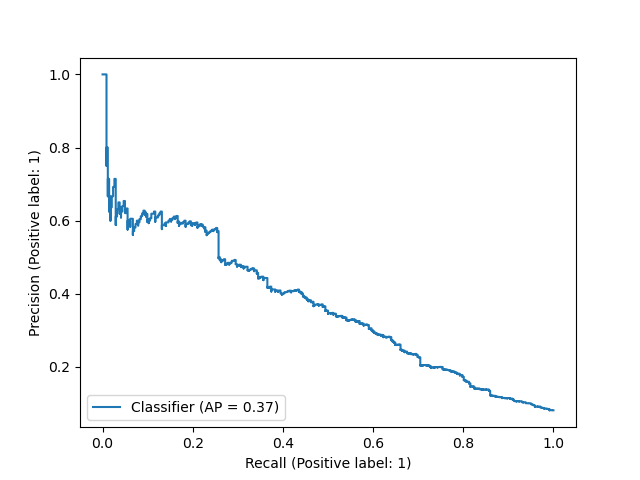 1.0
0.8
0.6
0.4
0.2
Precision (Positive label: 1)
Classifier (AP = 0.37)
0.0 0.2 0.4 0.6 0.8 1.0
Recall (Positive label: 1)